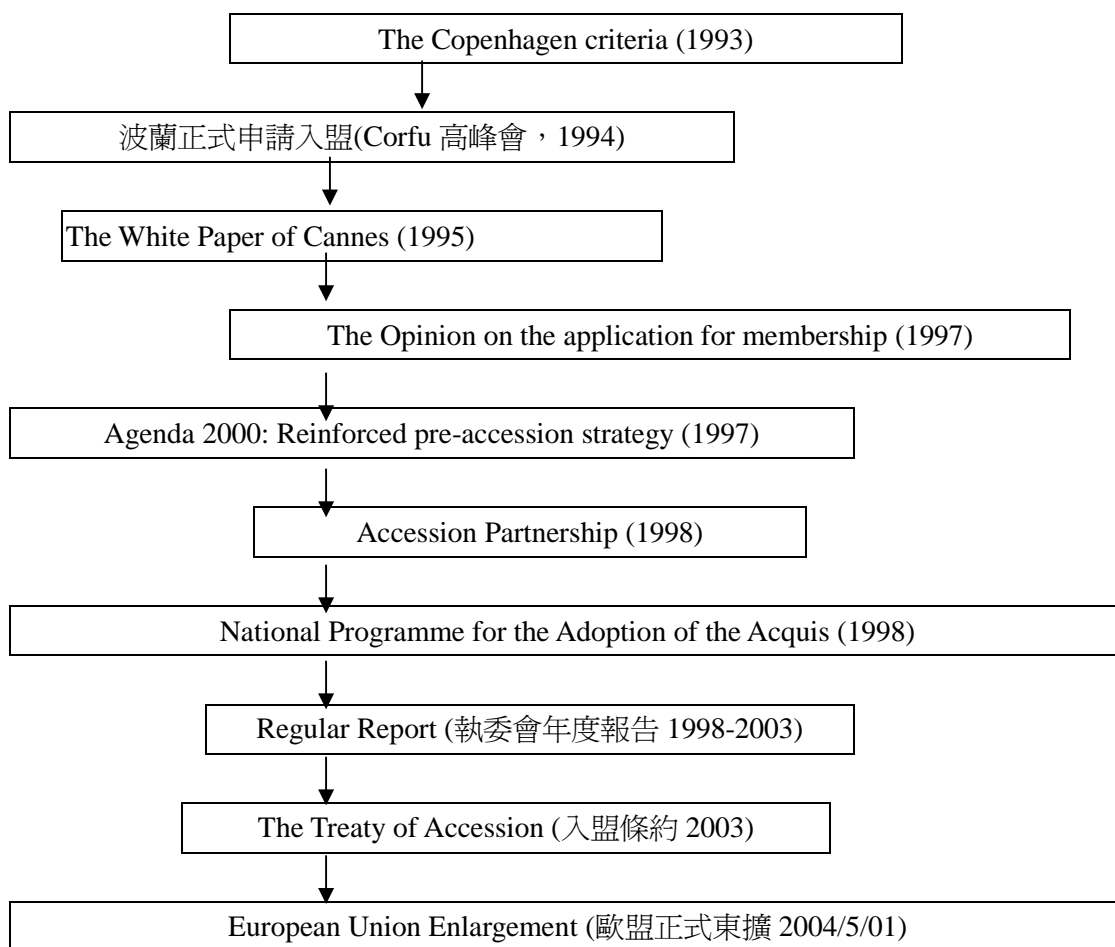 The Copenhagen criteria (1993)
波蘭正式申請入盟(Corfu 高峰會，1994)
The White Paper of Cannes (1995)
The Opinion on the application for membership (1997)
Agenda 2000: Reinforced pre-accession strategy (1997)
Accession Partnership (1998)
National Programme for the Adoption of the Acquis (1998)
Regular Report (執委會年度報告 1998-2003)
The Treaty of Accession (入盟條約 2003)
European Union Enlargement (歐盟正式東擴 2004/5/01)